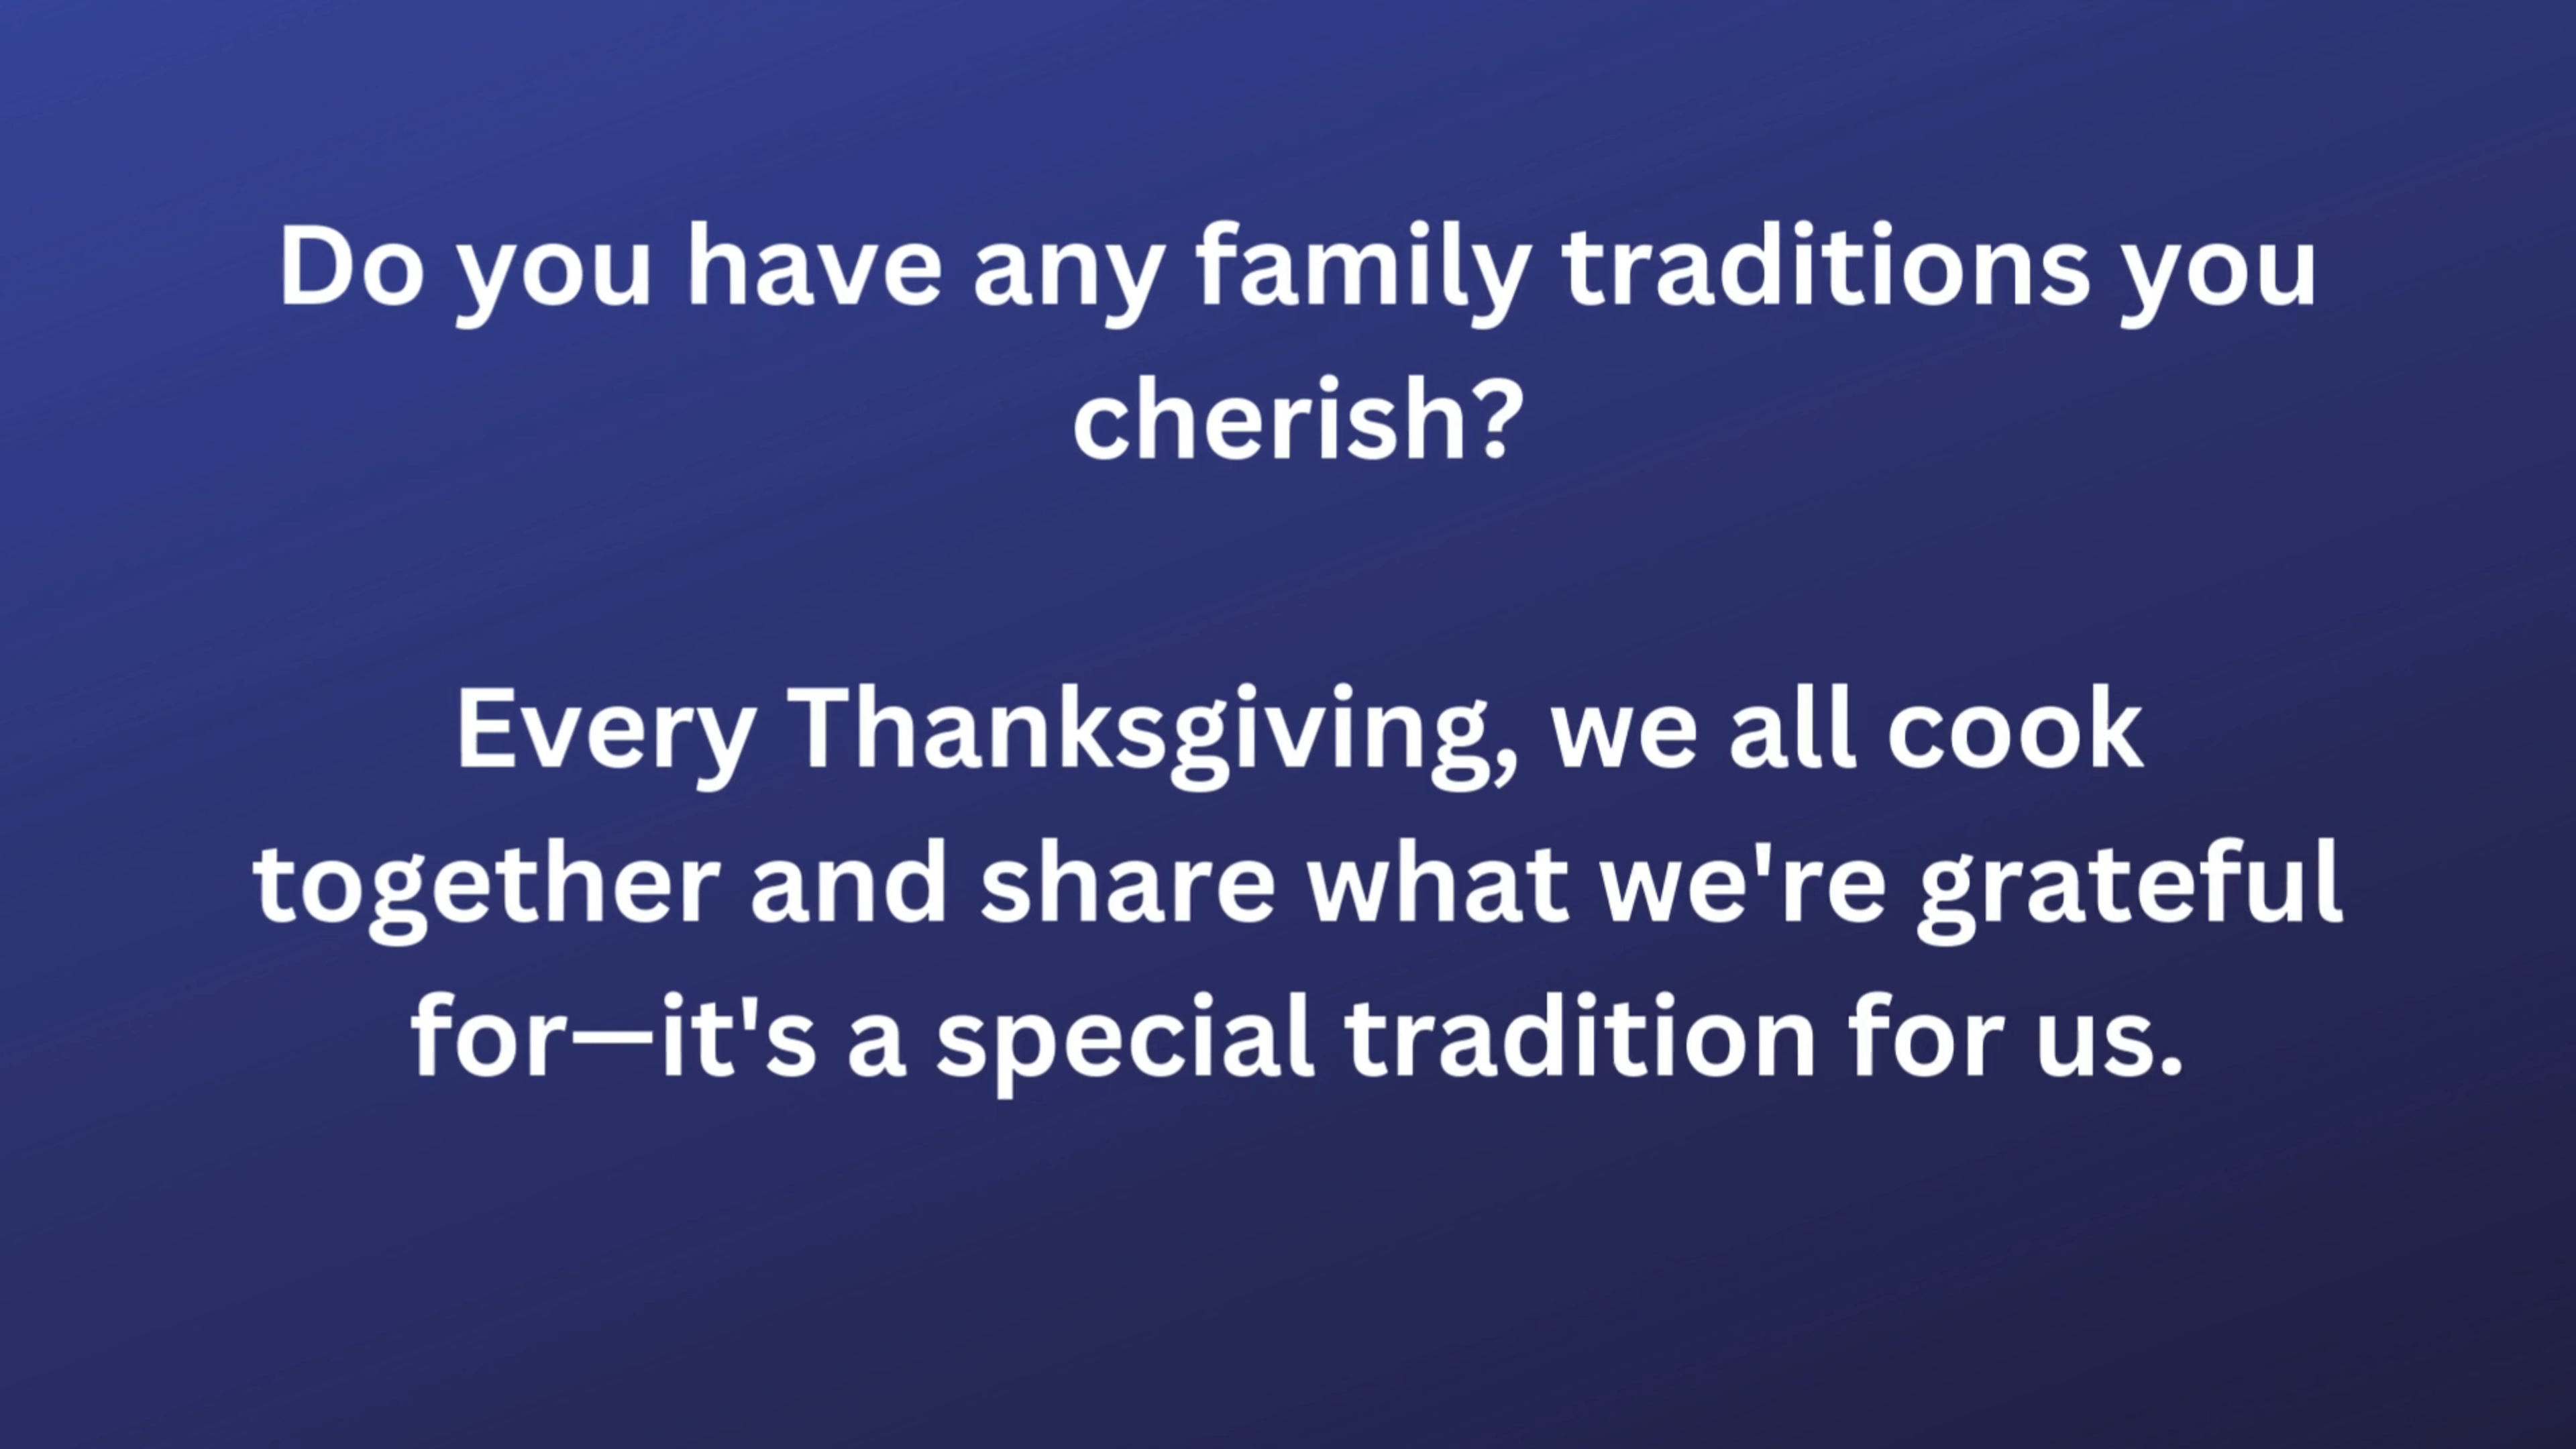 Do you have any family traditions you
cherish?
Every Thanksgiving, we all cook
together and share what we're grateful
for—it's a special tradition for us.